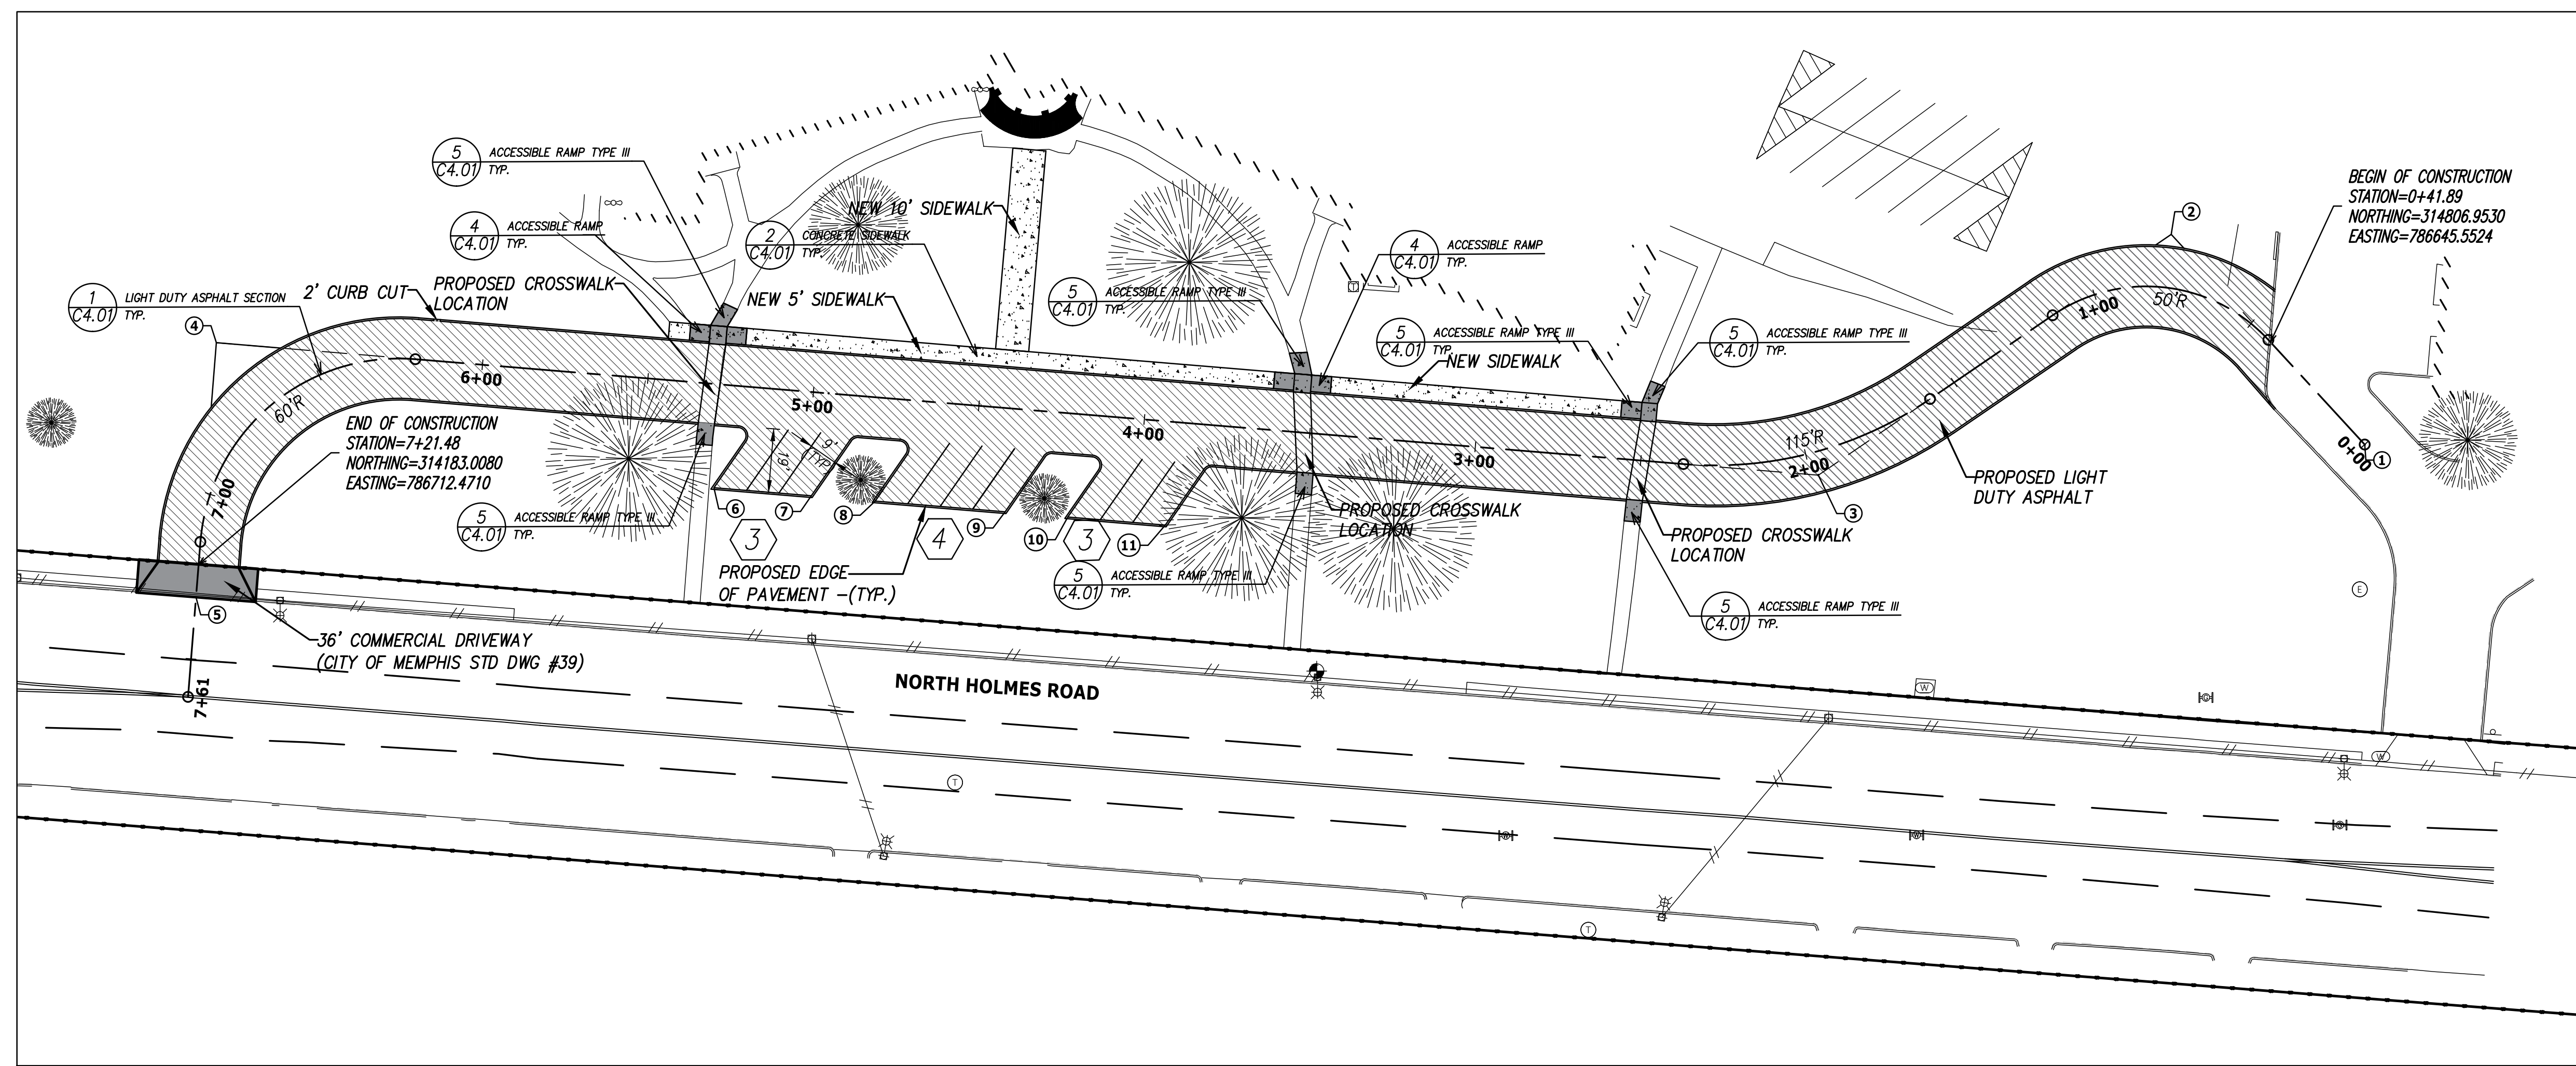 BEGIN OF CONSTRUCTION
STATION=0+41.89
NORTHING=314806.9530
EASTING=786645.5524
5
C4.01
ACCESSIBLE RAMP TYPE III
TYP.
4
C4.01
ACCESSIBLE RAMP
TYP.
2
C4.01
CONCRETE SIDEWALK
TYP.
NEW 10' SIDEWALK
4
C4.01
ACCESSIBLE RAMP
TYP.
2
1
C4.01
LIGHT DUTY ASPHALT SECTION
TYP.
4
2' CURB CUT
PROPOSED CROSSWALK
LOCATION
NEW 5' SIDEWALK
5
C4.01
ACCESSIBLE RAMP TYPE III
TYP.
5
C4.01
ACCESSIBLE RAMP TYPE III
TYP.
NEW SIDEWALK
5
C4.01
ACCESSIBLE RAMP TYPE III
TYP.
T
50'R
1+00
0+00
1
60'R
6+00
5+00
4+00
3+00
2+00
115'R
7+00
END OF CONSTRUCTION
STATION=7+21.48
NORTHING=314183.0080
EASTING=786712.4710
9'
(TYP.)
19'
5
C4.01
ACCESSIBLE RAMP TYPE III
TYP.
6
7
8
9
10
11
3
4
3
PROPOSED EDGE
OF PAVEMENT -(TYP.)
PROPOSED CROSSWALK
LOCATION
5
C4.01
ACCESSIBLE RAMP TYPE III
TYP.
PROPOSED CROSSWALK
LOCATION
3
PROPOSED LIGHT
DUTY ASPHALT
5
C4.01
ACCESSIBLE RAMP TYPE III
TYP.
E
5
36' COMMERCIAL DRIVEWAY
(CITY OF MEMPHIS STD DWG #39)
7+61
NORTH HOLMES ROAD
W
W
T
T